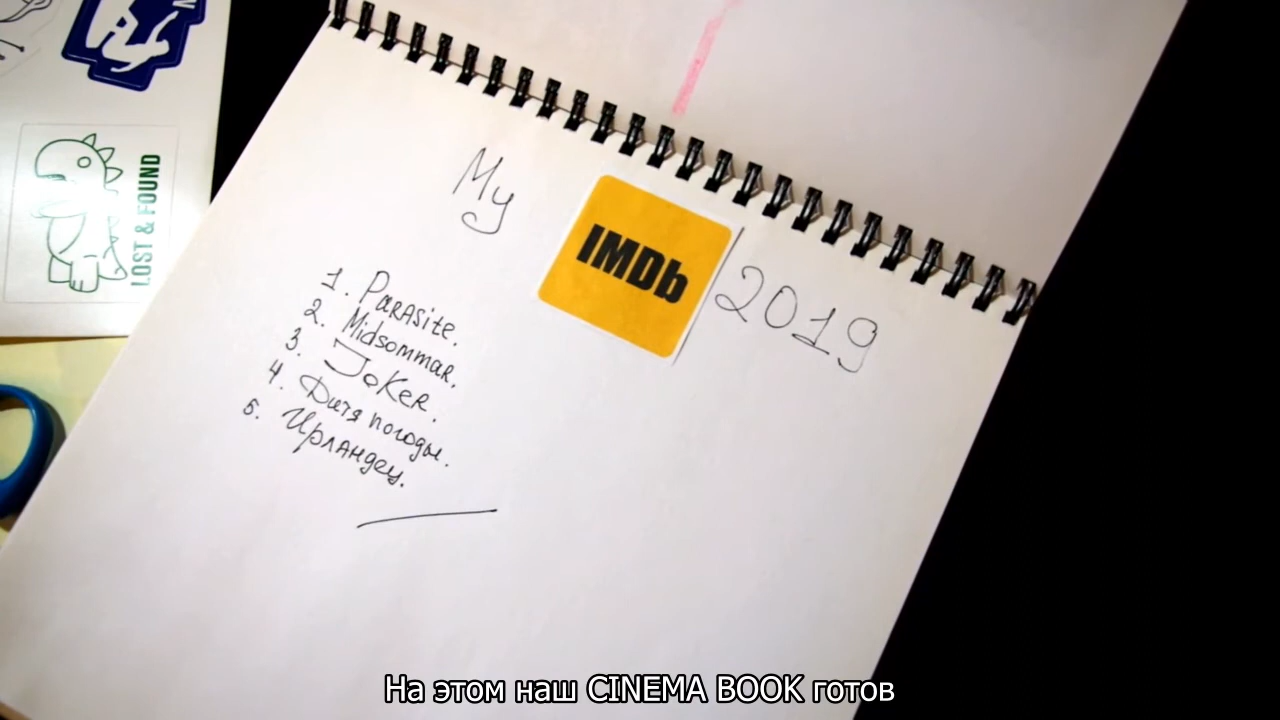 LOST & FOUND
My IMDb 2019
1. Parasite.
2. Midsommar.
3. Joker.
4. Дитя погоды.
5. Ирландец.
На этом наш CINEMA BOOK готов